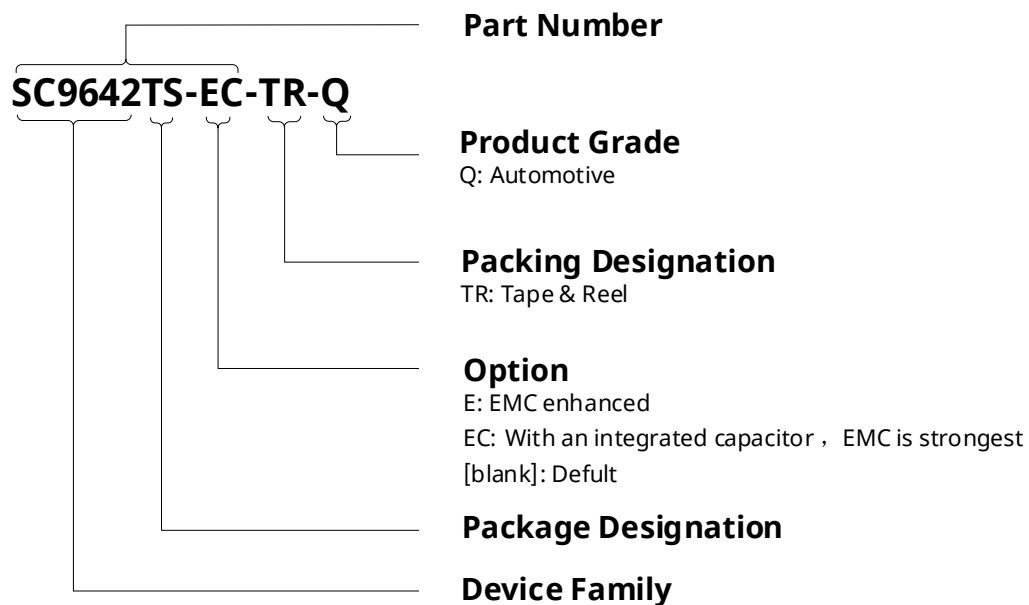 Part Number
SC9642TS-EC-TR-Q
Product Grade
Q: Automotive
Packing Designation
TR: Tape & Reel
Option
E: EMC enhanced
EC: With an integrated capacitor，EMC is strongest
[blank]: Defult
Package Designation
Device Family